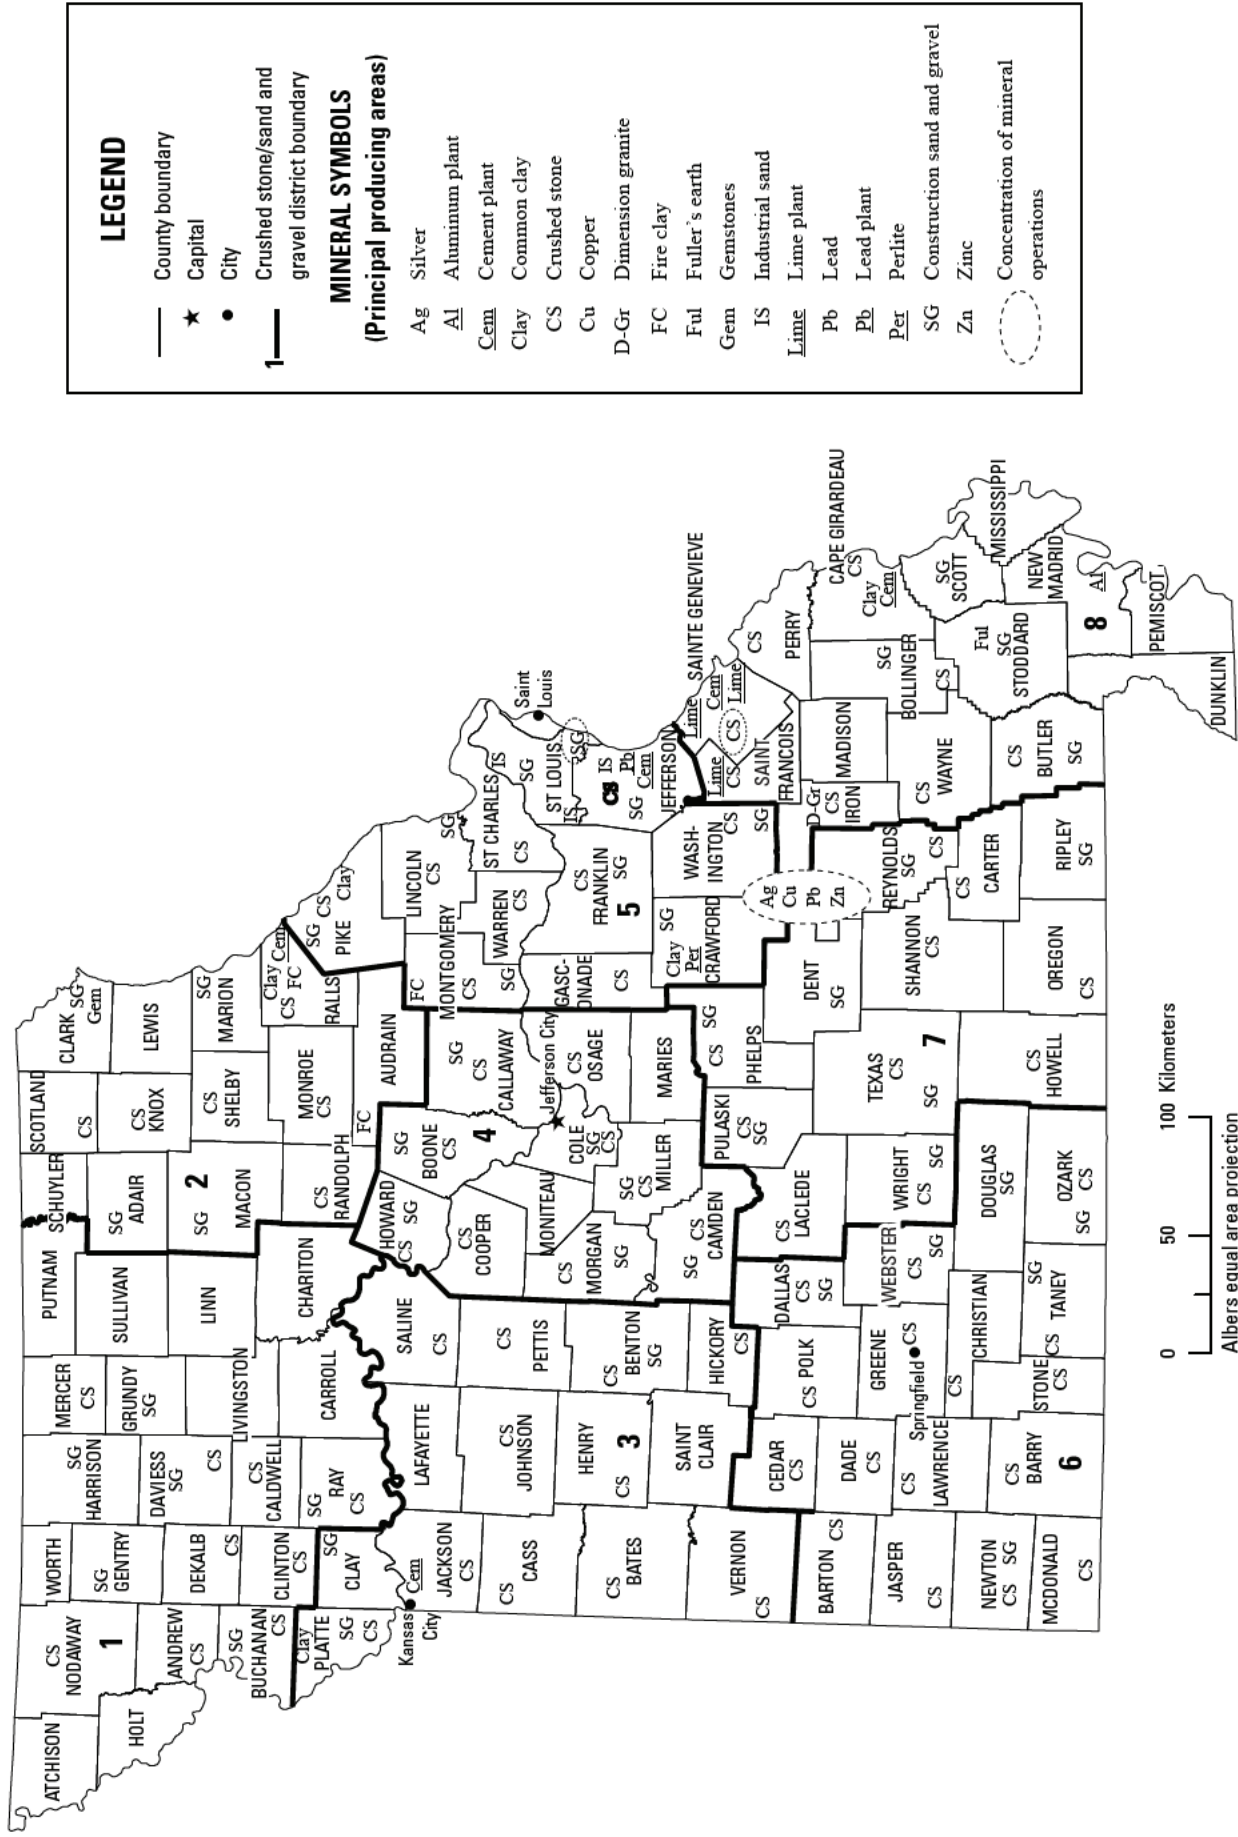 LEGEND
County boundary
Capital
City
Crushed stone/sand and
gravel district boundary
1
MINERAL SYMBOLS
(Principal producing areas)
Ag Silver
Al Aluminum plant
Cem Cement plant
Clay Common clay
CS Crushed stone
Cu Copper
D-Gr Dimension granite
FC Fire clay
Ful Fuller's earth
Gem Gemstones
IS Industrial sand
Lime Lime plant
Pb Lead
Pb Lead plant
Per Perlite
SG Construction sand and gravel
Zn Zinc
Concentration of mineral
operations
ATCHISON
HOLT
CS
NODAWAY
1
ANDREW
CS
SG
BUCHANAN
CS
Clay
PLATTE
SG
CS
WORTH
SG
GENTRY
DEKALB
CS
CLINTON
CS
SG
CLAY
Kansas
City
Cem
JACKSON
CS
CS
CASS
CS
BATES
VERNON
CS
BARTON
CS
JASPER
CS
NEWTON
CS SG
MCDONALD
CS
SG
HARRISON
DAVIESS
SG
CS
CS
CALDWELL
SG
RAY
CS
MERCER
CS
GRUNDY
SG
LIVINGSTON
CARROLL
LAFAYETTE
CS
JOHNSON
HENRY
CS
3
SAINT
CLAIR
CEDAR
CS
DADE
CS
CS
LAWRENCE
CS
BARRY
6
PUTNAM
SULLIVAN
LINN
CHARITON
SALINE
CS
CS
PETTIS
CS
BENTON
SG
HICKORY
CS
CS
POLK
GREENE
Springfield
CS
CS
CHRISTIAN
STONE
CS
CS
TANEY
SG
SCHUYLER
SG
ADAIR
2
SG
MACON
CS
RANDOLPH
HOWARD
CS
SG
CS
COOPER
MONITEAU
CS
MORGAN
SG
SG
CS
CAMDEN
DALLAS
CS
SG
WEBSTER
CS
SG
SCOTLAND
CS
CS
KNOX
CS
SHELBY
MONROE
CS
FC
AUDRAIN
SG
BOONE
CS
4
COLE
SG
CS
SG
CS
MILLER
PULASKI
CS
SG
CS
LACLEDE
WRIGHT
CS
SG
DOUGLAS
SG
OZARK
SG
CS
CLARK
SG
Gem
LEWIS
SG
MARION
Clay
Cem
CS
FC
RALLS
SG
CALLAWAY
CS
Jefferson City
CS
OSAGE
MARIES
CS
SG
PHELPS
DENT
SG
TEXAS
CS
SG
7
CS
HOWELL
SG
CS
PIKE
Clay
FC
MONTGOMERY
CS
SG
LINCOLN
CS
SG
WARREN
CS
ST CHARLES
CS
IS
GASC-
ONADE
CS
CS
FRANKLIN
SG
5
SG
ST LOUIS
Saint
Louis
SG
IS
CS
IS
SG
Pb
Cem
JEFFERSON
SG
Clay
Per
CRAWFORD
WASH-
INGTON
CS
SG
Ag
Cu
Pb
Zn
REYNOLDS
SG
CS
SHANNON
CS
CS
CARTER
OREGON
CS
RIPLEY
SG
SAINTE GENEVIEVE
Lime
Cem
Lime
CS
Lime
CS
SAINT
FRANCOIS
CS
PERRY
D-Gr
CS
IRON
MADISON
SG
BOLLINGER
CS
CAPE GIRARDEAU
CS
Clay
Cem
CS
WAYNE
CS
BUTLER
SG
Ful
SG
STODDARD
SG
SCOTT
MISSISSIPPI
NEW
MADRID
Al
8
PEMISCOT
DUNKLIN
0 50 100 Kilometers
Albers equal area projection